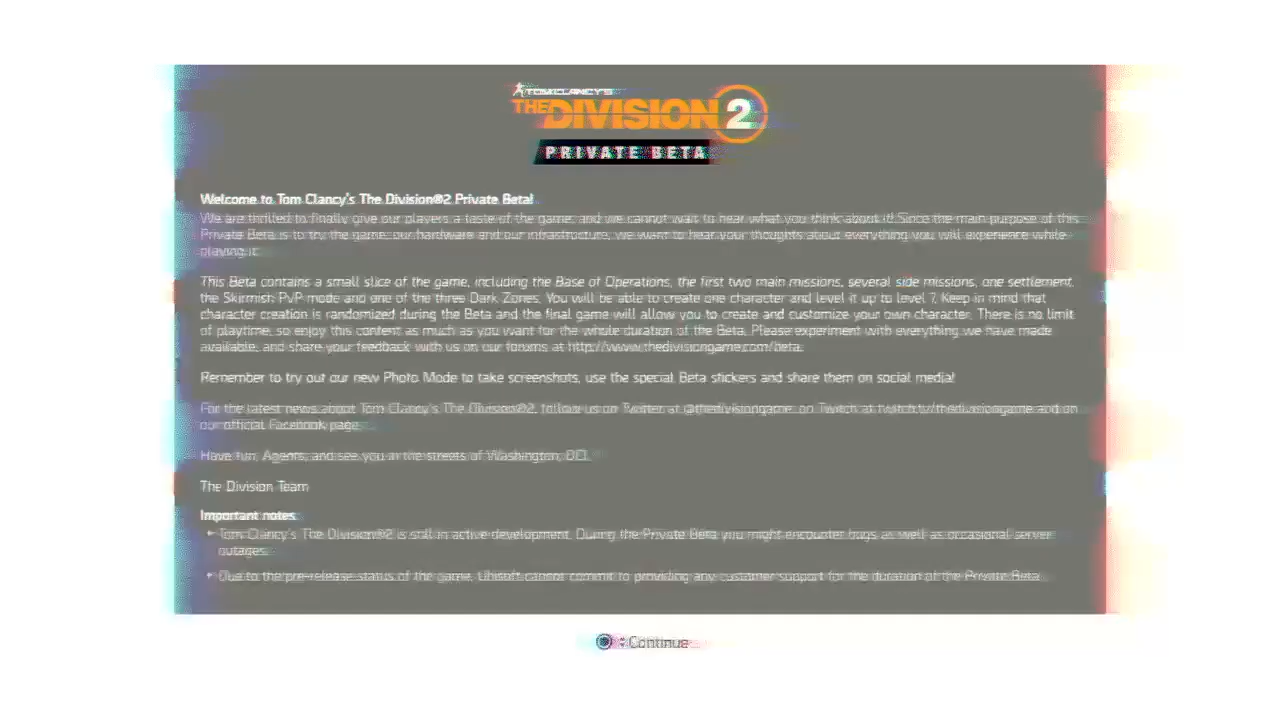 TOM CLANCY'S
THE DIVISION 2
PRIVATE BETA
Welcome to Tom Clancy's The Division®2 Private Beta!
We are thrilled to finally give our players a taste of the game, and we cannot wait to hear what you think about it! Since the main purpose of this
Private Beta is to try the game, our hardware and our infrastructure, we want to hear your thoughts about everything you will experience while
playing it.
This Beta contains a small slice of the game, including the Base of Operations, the first two main missions, several side missions, one settlement,
the Skirmish PvP mode and one of the three Dark Zones. You will be able to create one character and level it up to level 7. Keep in mind that
character creation is randomized during the Beta and the final game will allow you to create and customize your own character. There is no limit
of playtime, so enjoy this content as much as you want for the whole duration of the Beta. Please experiment with everything we have made
available, and share your feedback with us on our forums at http://www.thedivisiongame.com/beta.
Remember to try out our new Photo Mode to take screenshots, use the special Beta stickers and share them on social media!
For the latest news about Tom Clancy's The Division®2, follow us on Twitter at @thedivisiongame, on Twitch at twitch.tv/thedivisiongame and on
our official Facebook page.
Have fun, Agents, and see you in the streets of Washington, DC!
The Division Team
Important notes:
Tom Clancy's The Division®2 is still in active development. During the Private Beta you might encounter bugs as well as occasional server
outages.
Due to the pre-release status of the game, Ubisoft cannot commit to providing any customer support for the duration of the Private Beta.
: Continue